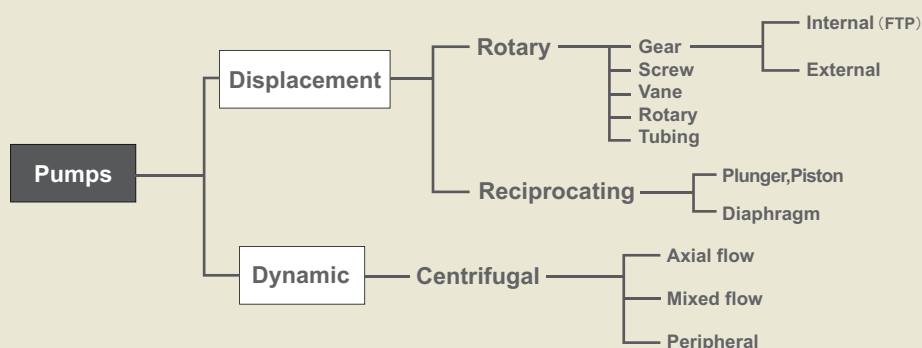 Pumps
Displacement
Rotary
Gear
Internal (FTP)
External
Screw
Vane
Rotary
Tubing
Reciprocating
Plunger,Piston
Diaphragm
Dynamic
Centrifugal
Axial flow
Mixed flow
Peripheral